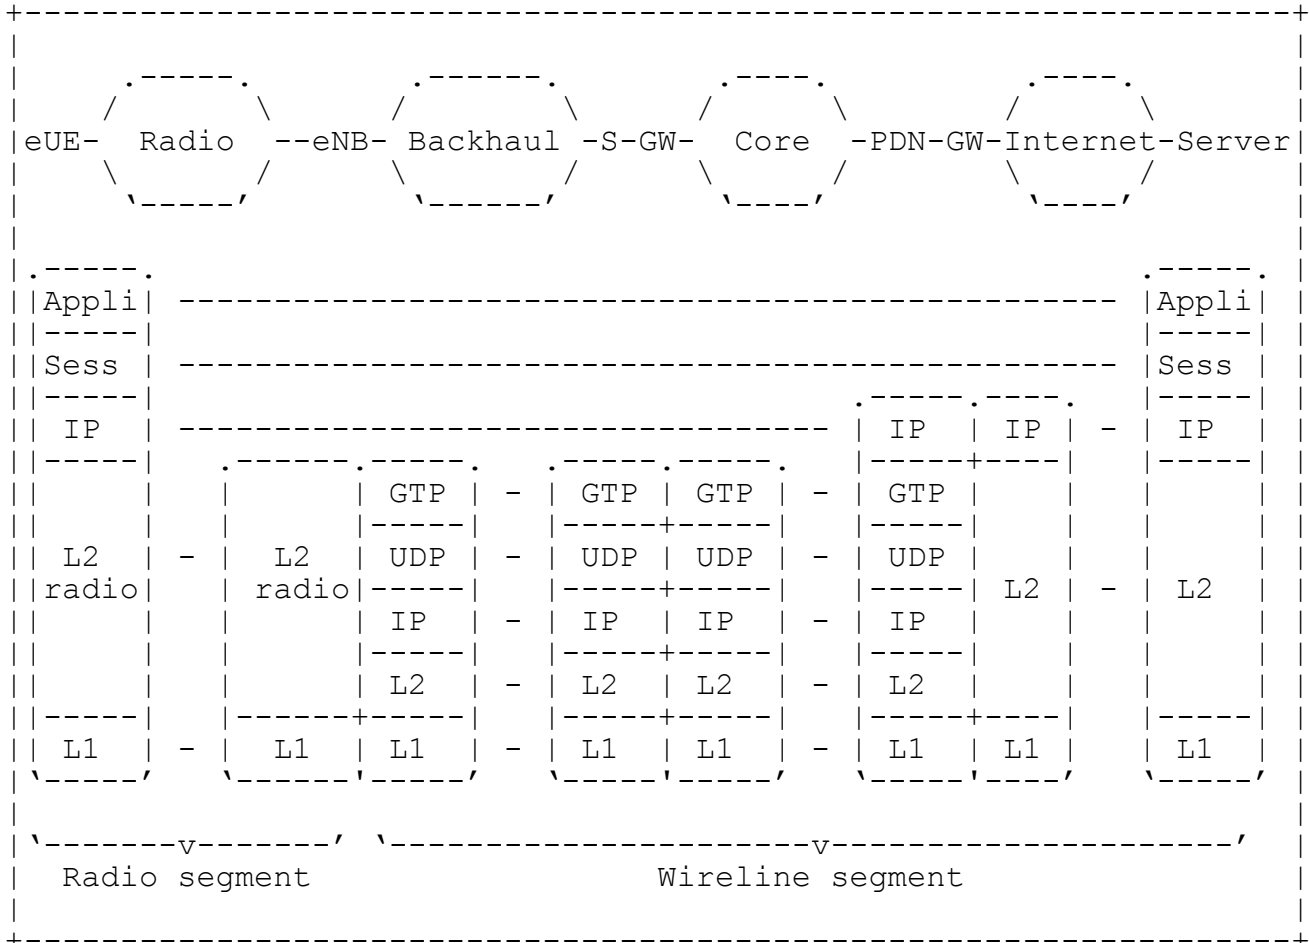 eUE- Radio --eNB- Backhaul -S-GW- Core -PDN-GW-Internet-Server
Appli Appli
Sess Sess
IP IP IP IP
GTP GTP GTP GTP
L2 L2 UDP UDP UDP UDP
radio radio L2 L2
IP IP IP IP
L2 L2 L2 L2
L1 L1 L1 L1 L1 L1 L1 L1
v v
Radio segment Wireline segment